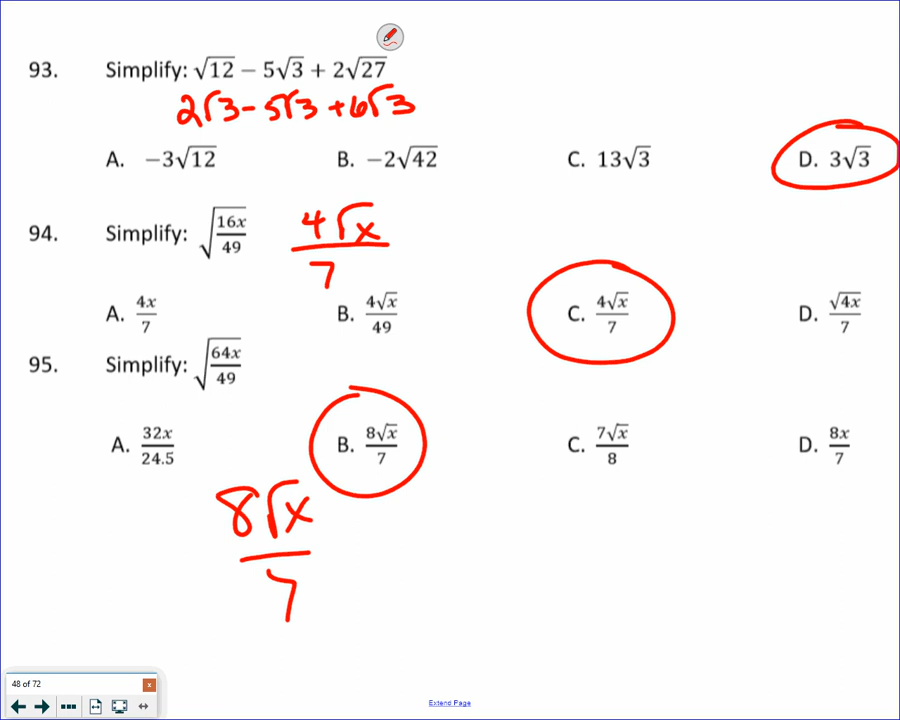 93. Simplify: √12 − 5√3 + 2√27
2√3 - 5√3 + 6√3
A. −3√12 B. −2√42 C. 13√3 D. 3√3
94. Simplify: √(16x/49) 4√x/7
A. 4x/7 B. 4√x/49 C. 4√x/7 D. √4x/7
95. Simplify: √(64x/49)
A. 32x/24.5 B. 8√x/7 C. 7√x/8 D. 8x/7
8√x/7
48 of 72
x
Extend Page